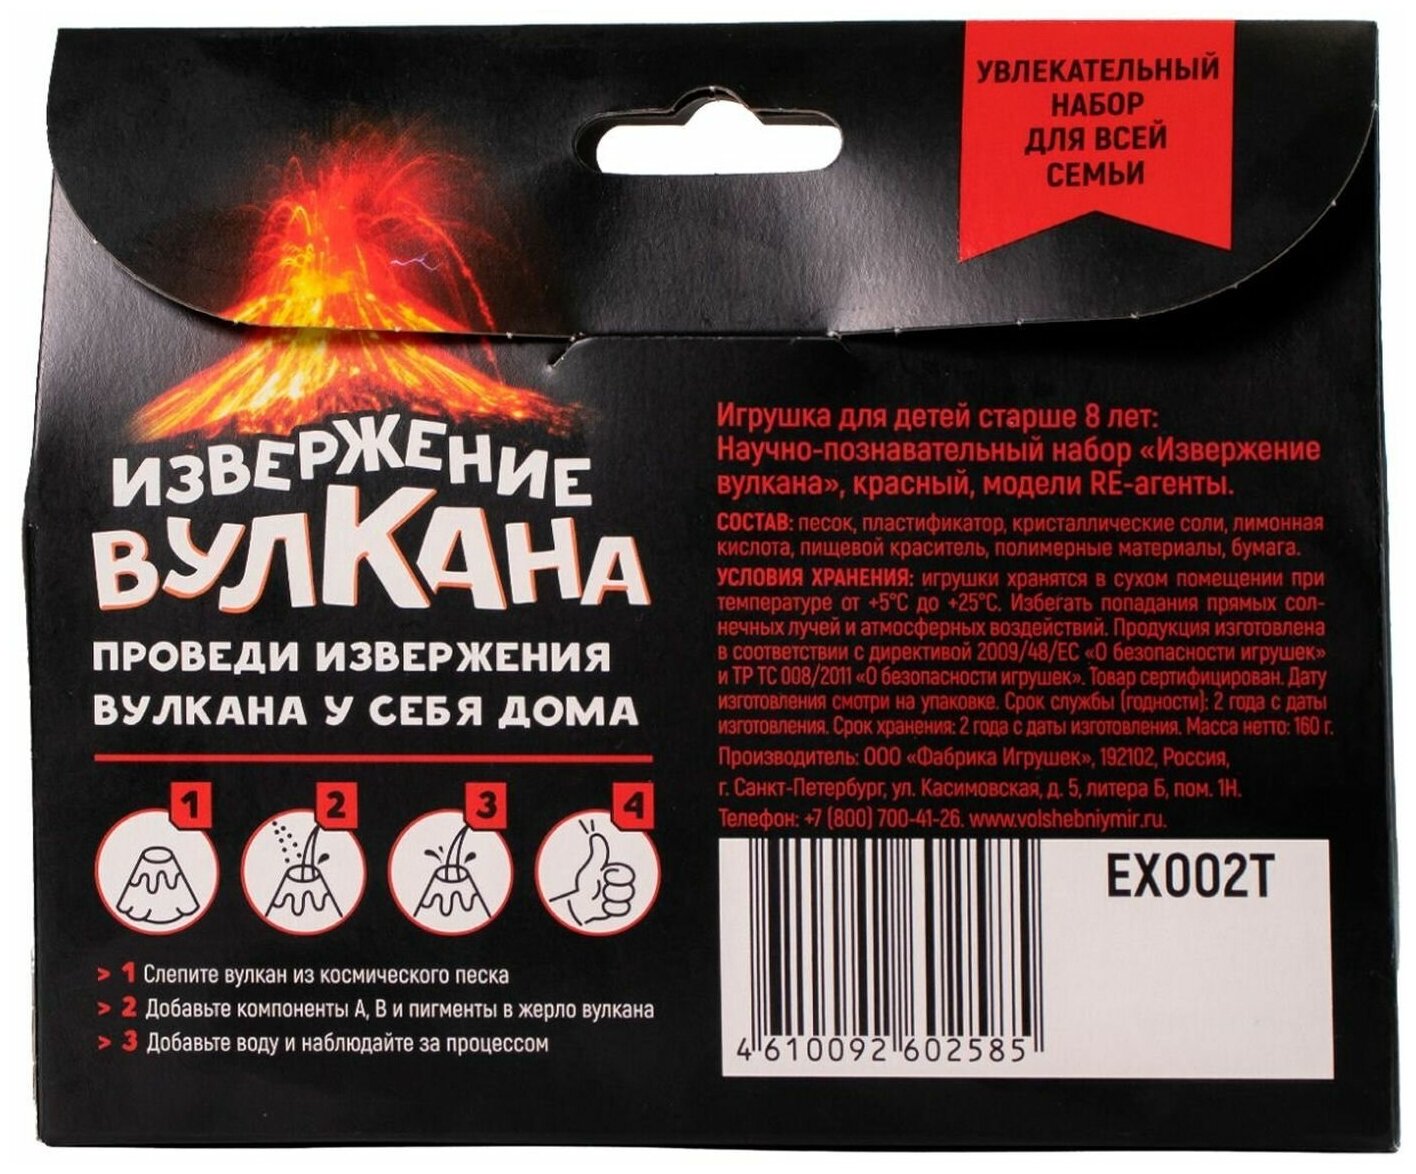 УВЛЕКАТЕЛЬНЫЙ
НАБОР
ДЛЯ ВСЕЙ
СЕМЬИ
ИЗВЕРЖЕНИЕ
ВУЛКАНА
ПРОВЕДИ ИЗВЕРЖЕНИЯ
ВУЛКАНА У СЕБЯ ДОМА
1 2 3 4
> 1 Слепите вулкан из космического песка
> 2 Добавьте компоненты А, В и пигменты в жерло вулкана
> 3 Добавьте воду и наблюдайте за процессом
Игрушка для детей старше 8 лет:
Научно-познавательный набор «Извержение
вулкана», красный, модели RE-агенты.
СОСТАВ: песок, пластификатор, кристаллические соли, лимонная
кислота, пищевой краситель, полимерные материалы, бумага.
УСЛОВИЯ ХРАНЕНИЯ: игрушки хранятся в сухом помещении при
температуре от +5°С до +25°С. Избегать попадания прямых сол-
нечных лучей и атмосферных воздействий. Продукция изготовлена
в соответствии с директивой 2009/48/ЕС «О безопасности игрушек»
и ТР ТС 008/2011 «О безопасности игрушек». Товар сертифицирован. Дату
изготовления смотри на упаковке. Срок службы (годности): 2 года с даты
изготовления. Срок хранения: 2 года с даты изготовления. Масса нетто: 160 г.
Производитель: ООО «Фабрика Игрушек», 192102, Россия,
г. Санкт-Петербург, ул. Касимовская, д. 5, литера Б, пом. 1Н.
Телефон: +7 (800) 700-41-26. www.volshebniymir.ru.
EX002T
4 610092 602585